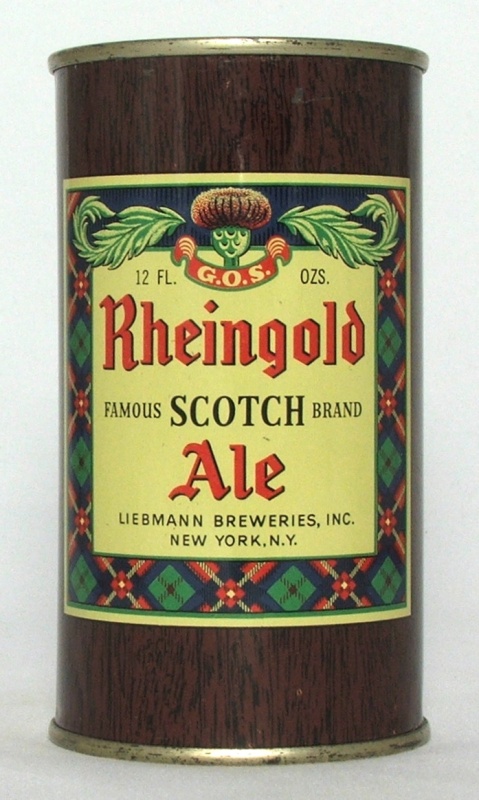 G.O.S.
12 FL. OZS.
Rheingold
FAMOUS SCOTCH BRAND
Ale
LIEBMANN BREWERIES, INC.
NEW YORK, N.Y.